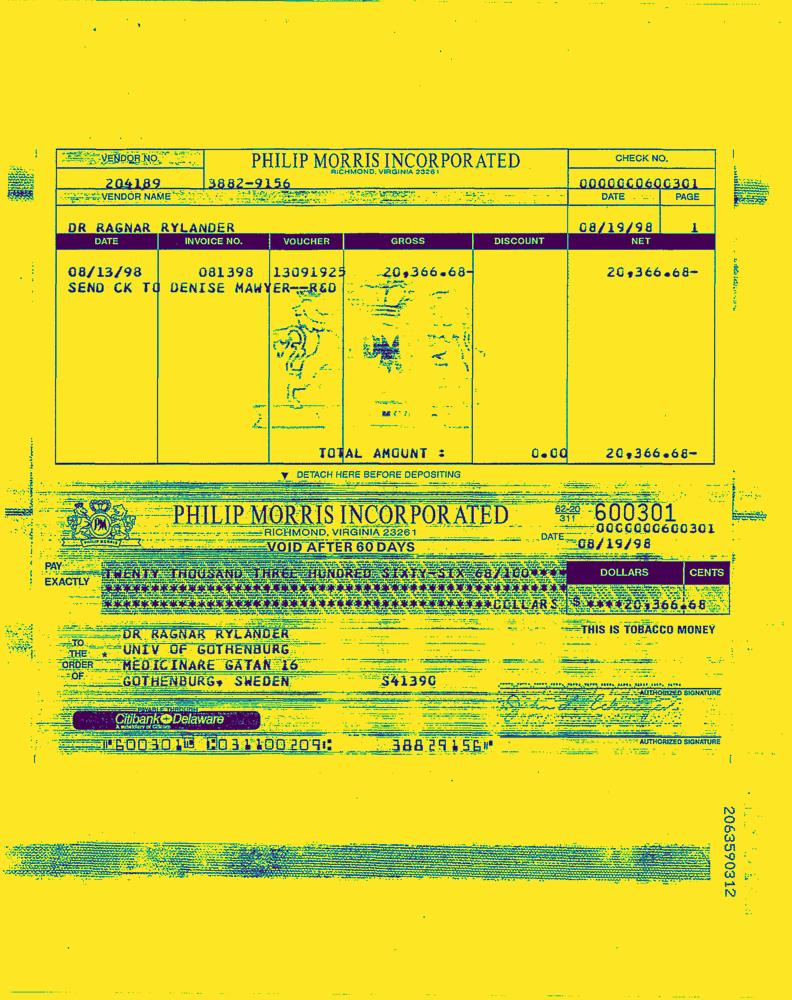 VENDOR NO. PHILIP MORRIS INCORPORATED CHECK NO.
RICHMOND, VIRGINIA 23261
204189 3882-9156 0000000600301
VENDOR NAME DATE PAGE
DR RAGNAR RYLANDER 08/19/98 1
DATE INVOICE NO. VOUCHER GROSS DISCOUNT NET
08/13/98 081398 13091925 20,366.68- 20,366.68-
SEND CK TO DENISE MAWYER--R&D
TOTAL AMOUNT : 0.00 20,366.68-
▼ DETACH HERE BEFORE DEPOSITING
PHILIP MORRIS INCORPORATED 62-20 600301
311 0000000600301
RICHMOND, VIRGINIA 23261
DATE 08/19/98
VOID AFTER 60 DAYS
PAY EXACTLY TWENTY THOUSAND THREE HUNDRED SIXTY-SIX 68/100**** DOLLARS CENTS
DOLLARS $ ****20,366.68
THIS IS TOBACCO MONEY
TO THE ORDER OF * DR RAGNAR RYLANDER
UNIV OF GOTHENBURG
MEDICINARE GATAN 16
GOTHENBURG, SWEDEN S41390
AUTHORIZED SIGNATURE
PAYABLE THROUGH
Citibank Delaware
A subsidiary of Citicorp
AUTHORIZED SIGNATURE
⑈600301⑈ ⑆031100209⑆ 38829156⑈
2063590312